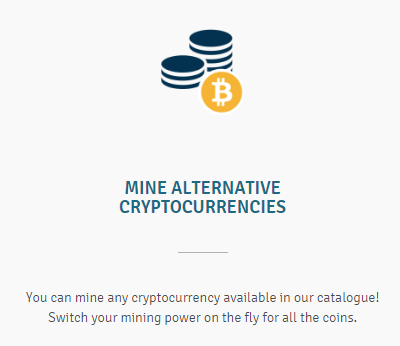 MINE ALTERNATIVE
CRYPTOCURRENCIES
You can mine any cryptocurrency available in our catalogue!
Switch your mining power on the fly for all the coins.